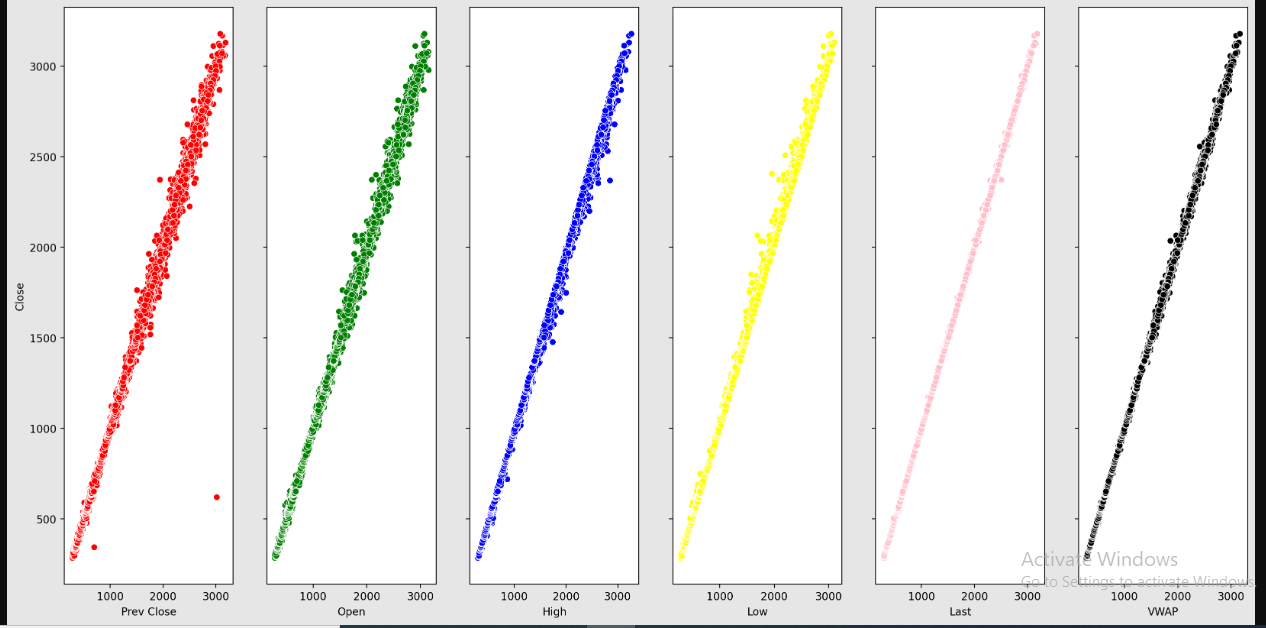 Close
3000
2500
2000
1500
1000
500
1000 2000 3000
Prev Close
1000 2000 3000
Open
1000 2000 3000
High
1000 2000 3000
Low
1000 2000 3000
Last
1000 2000 3000
VWAP
Activate Windows
Go to Settings to activate Windows.